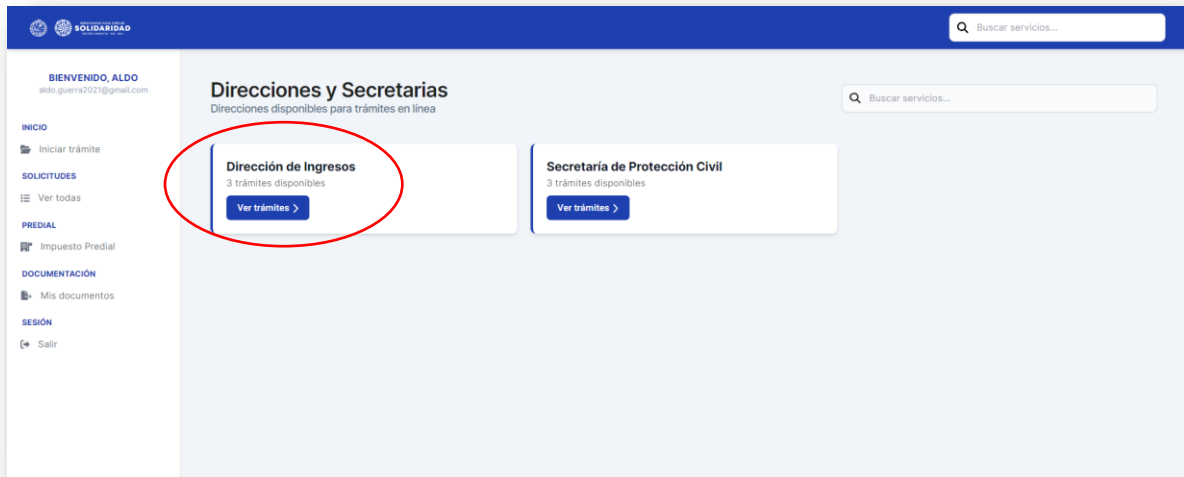 SOLIDARIDAD
Buscar servicios...
BIENVENIDO, ALDO
aldo.guerra2021@gmail.com
INICIO
Iniciar trámite
SOLICITUDES
Ver todas
PREDIAL
Impuesto Predial
DOCUMENTACIÓN
Mis documentos
SESIÓN
Salir
Direcciones y Secretarias
Direcciones disponibles para trámites en línea
Buscar servicios...
Dirección de Ingresos
3 trámites disponibles
Ver trámites
Secretaría de Protección Civil
3 trámites disponibles
Ver trámites